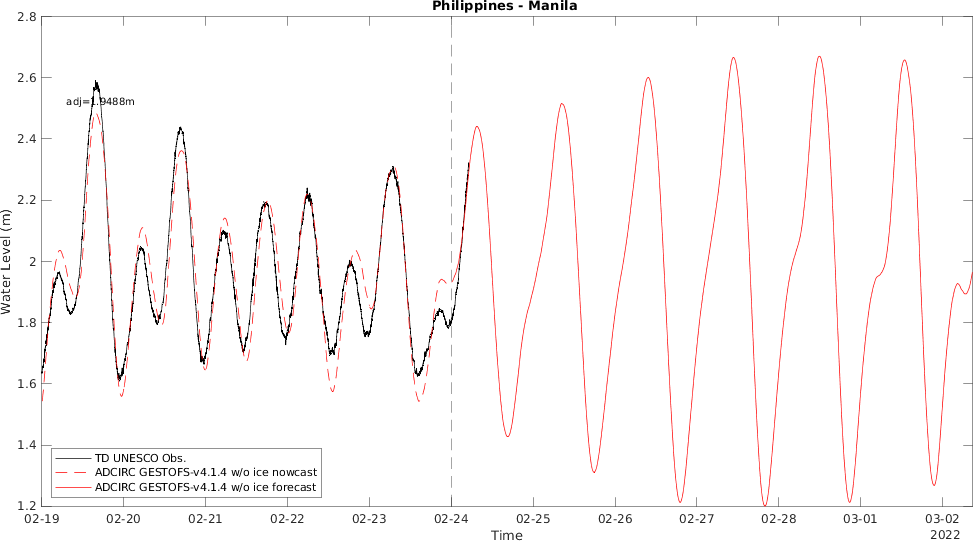 Philippines - Manila
2.8
2.6
2.4
2.2
2
1.8
1.6
1.4
1.2
Water Level (m)
adj=1.9488m
TD UNESCO Obs.
ADCIRC GESTOFS-v4.1.4 w/o ice nowcast
ADCIRC GESTOFS-v4.1.4 w/o ice forecast
02-19 02-20 02-21 02-22 02-23 02-24 02-25 02-26 02-27 02-28 03-01 03-02
2022
Time